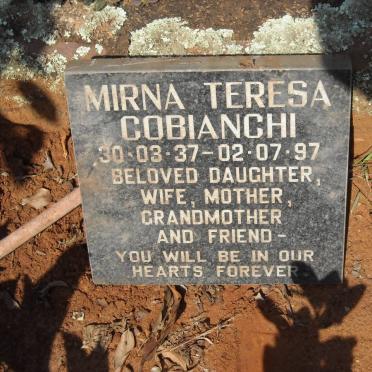 MIRNA TERESA
COBIANCHI
30·03·37-02·07·97
BELOVED DAUGHTER,
WIFE, MOTHER,
GRANDMOTHER
AND FRIEND-
YOU WILL BE IN OUR
HEARTS FOREVER